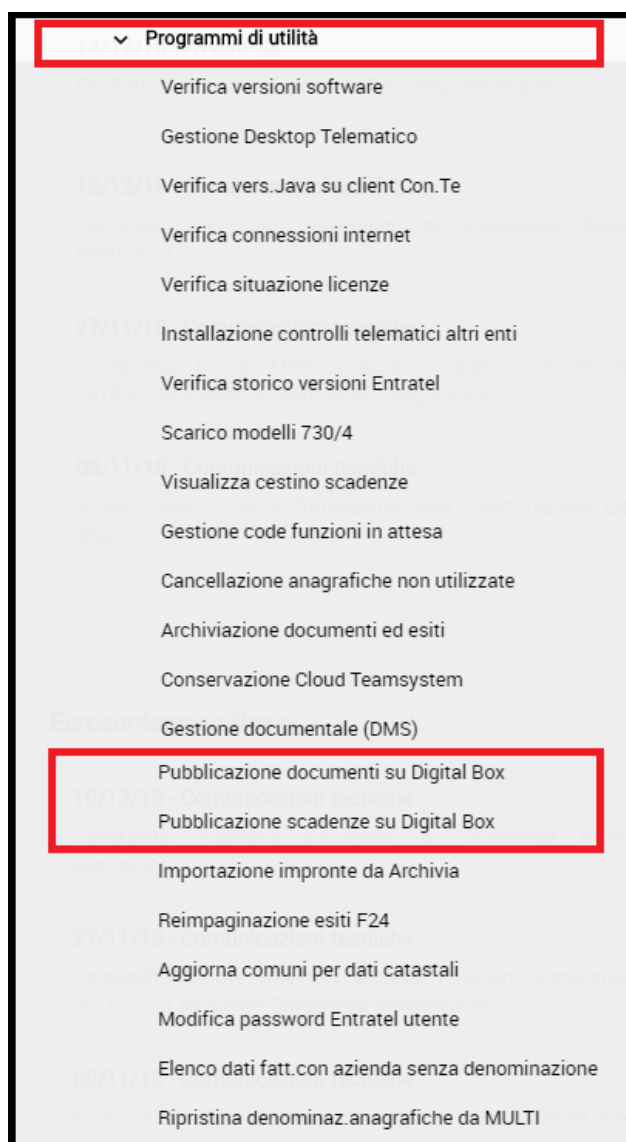 Programmi di utilità
Verifica versioni software
Gestione Desktop Telematico
Verifica vers.Java su client Con.Te
Verifica connessioni internet
Verifica situazione licenze
Installazione controlli telematici altri enti
Verifica storico versioni Entratel
Scarico modelli 730/4
Visualizza cestino scadenze
Gestione code funzioni in attesa
Cancellazione anagrafiche non utilizzate
Archiviazione documenti ed esiti
Conservazione Cloud Teamsystem
Gestione documentale (DMS)
Pubblicazione documenti su Digital Box
Pubblicazione scadenze su Digital Box
Importazione impronte da Archivia
Reimpaginazione esiti F24
Aggiorna comuni per dati catastali
Modifica password Entratel utente
Elenco dati fatt.con azienda senza denominazione
Ripristina denominaz.anagrafiche da MULTI